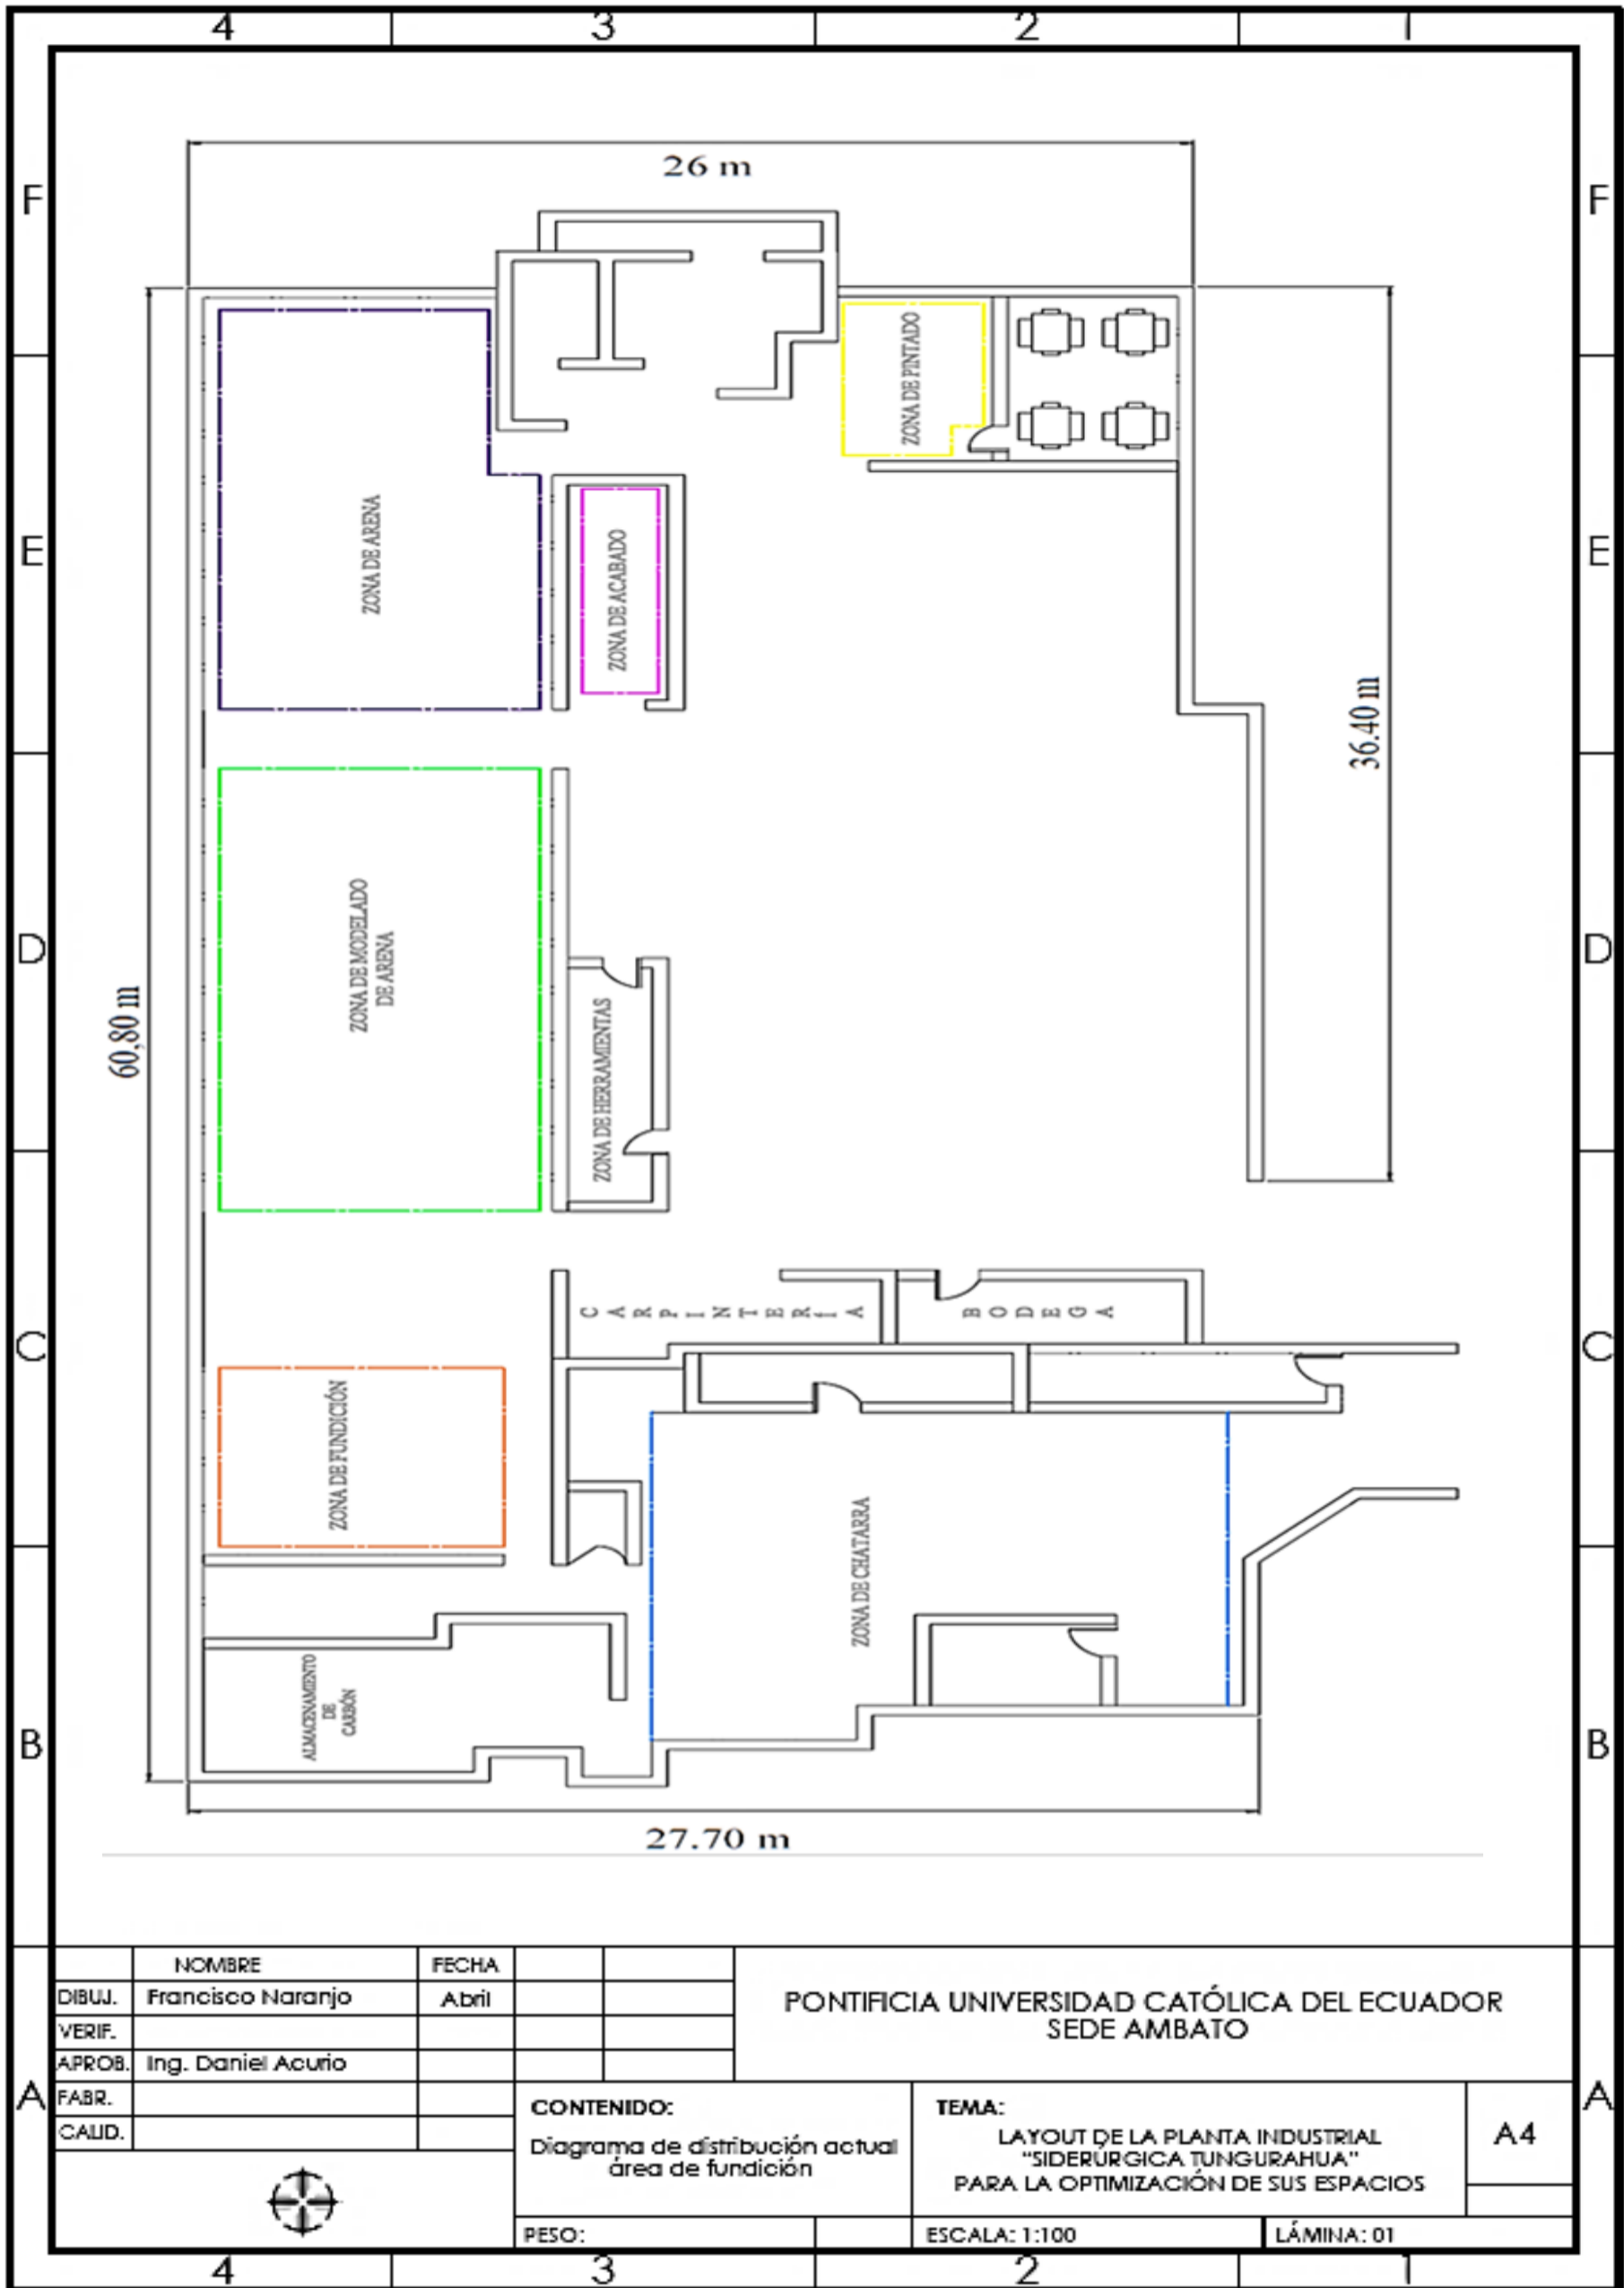 4 3 2 1
F F
E E
D D
C C
B B
A A
26 m
60,80 m
36.40 m
27.70 m
ZONA DE PINTADO
ZONA DE ARENA
ZONA DE ACABADO
ZONA DE MODELADO
DE ARENA
ZONA DE HERRAMIENTAS
CARPINTERíA
BODEGA
ZONA DE FUNDICIÓN
ZONA DE CHATARRA
ALMACENAMIENTO
DE
CARBÓN
NOMBRE FECHA
DIBUJ. Francisco Naranjo Abril
VERIF.
APROB. Ing. Daniel Acurio
FABR.
CALID.
PONTIFICIA UNIVERSIDAD CATÓLICA DEL ECUADOR
SEDE AMBATO
CONTENIDO:
Diagrama de distribución actual
área de fundición
TEMA:
LAYOUT DE LA PLANTA INDUSTRIAL
"SIDERÚRGICA TUNGURAHUA"
PARA LA OPTIMIZACIÓN DE SUS ESPACIOS
A4
PESO:
ESCALA: 1:100
LÁMINA: 01
4 3 2 1